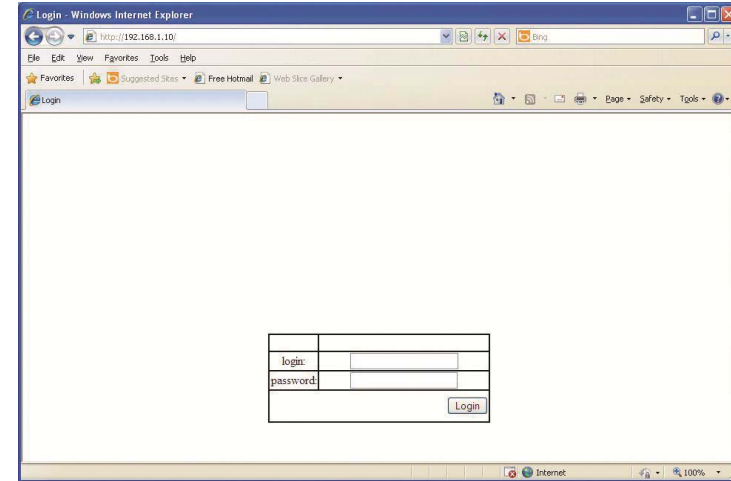 Login - Windows Internet Explorer
http://192.168.1.10/
Bing
File Edit View Favorites Tools Help
Favorites Suggested Sites Free Hotmail Web Slice Gallery
Login
Page Safety Tools
login:
password:
Login
Internet
100%